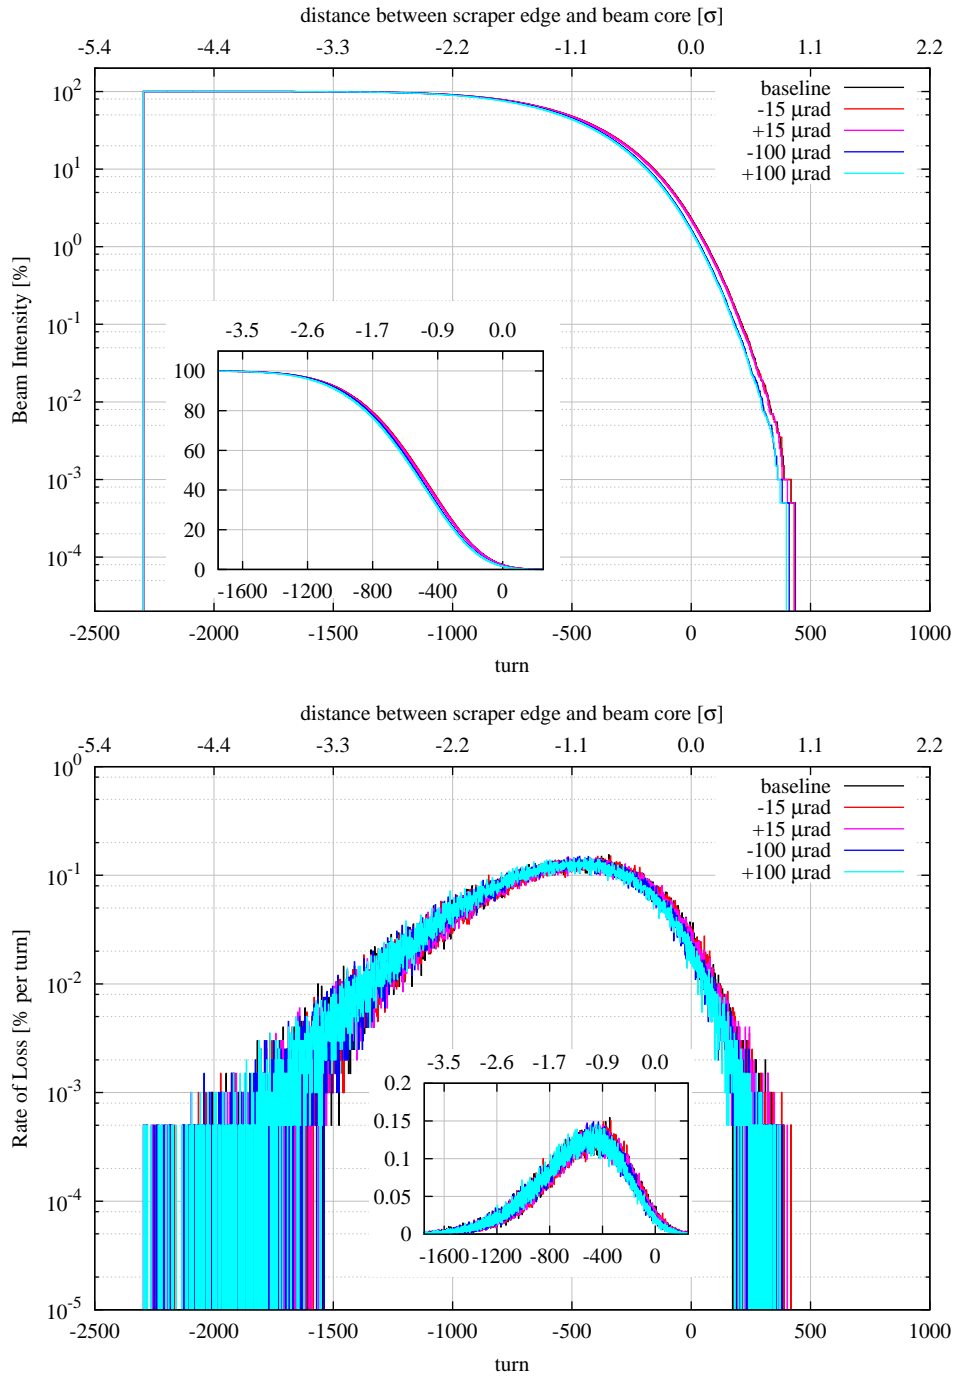 distance between scraper edge and beam core [σ]
-5.4 -4.4 -3.3 -2.2 -1.1 0.0 1.1 2.2
10^2
10^1
10^0
10^-1
10^-2
10^-3
10^-4
Beam Intensity [%]
baseline
-15 μrad
+15 μrad
-100 μrad
+100 μrad
-3.5 -2.6 -1.7 -0.9 0.0
100
80
60
40
20
0
-1600 -1200 -800 -400 0
-2500 -2000 -1500 -1000 -500 0 500 1000
turn
distance between scraper edge and beam core [σ]
-5.4 -4.4 -3.3 -2.2 -1.1 0.0 1.1 2.2
10^0
10^-1
10^-2
10^-3
10^-4
10^-5
Rate of Loss [% per turn]
baseline
-15 μrad
+15 μrad
-100 μrad
+100 μrad
-3.5 -2.6 -1.7 -0.9 0.0
0.2
0.15
0.1
0.05
0
-1600 -1200 -800 -400 0
-2500 -2000 -1500 -1000 -500 0 500 1000
turn